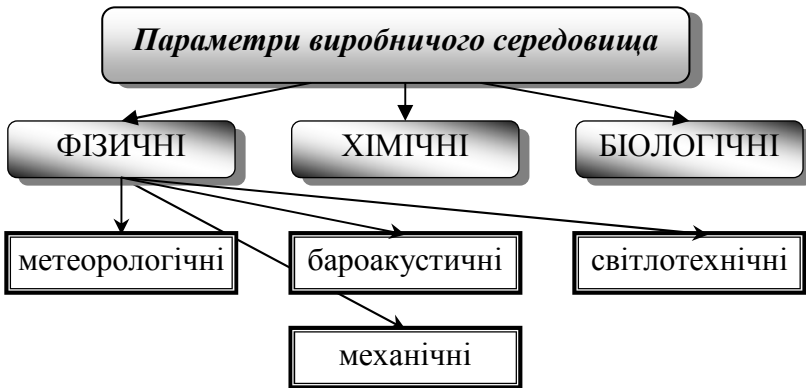 Параметри виробничого середовища
ФІЗИЧНІ
ХІМІЧНІ
БІОЛОГІЧНІ
метеорологічні
бароакустичні
світлотехнічні
механічні